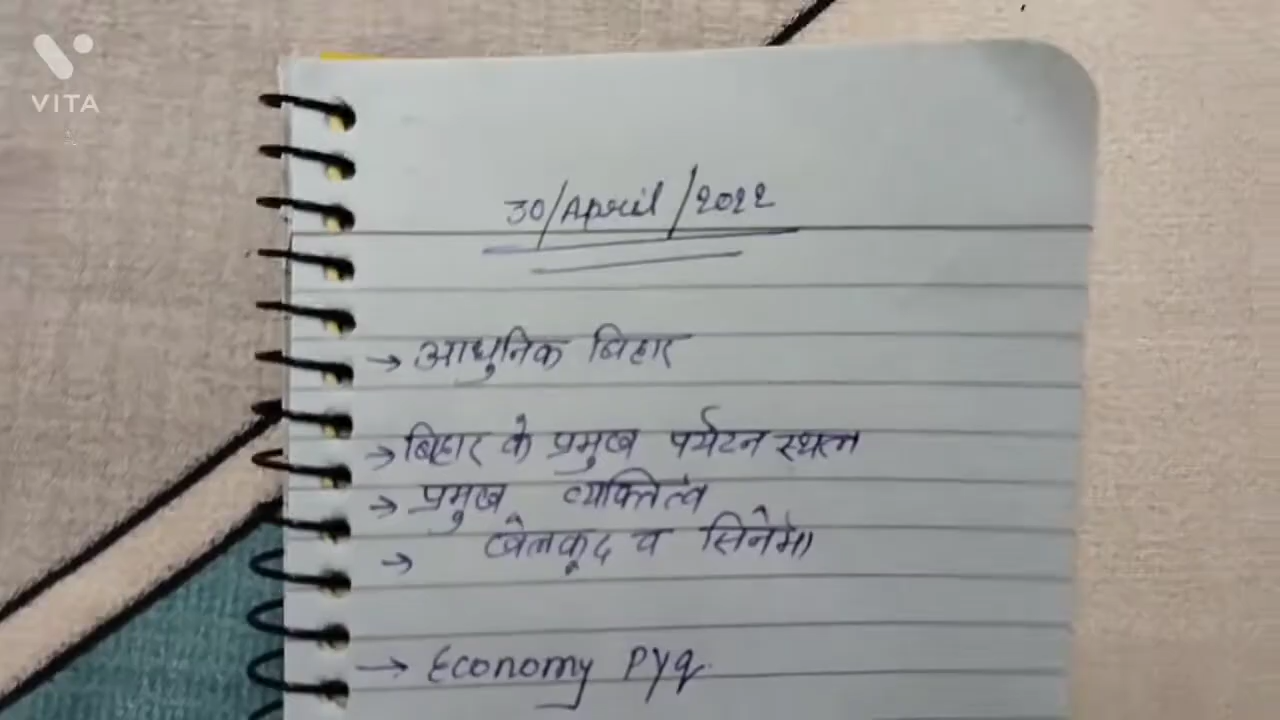 VITA
30/April/2022
→ आधुनिक बिहार
→ बिहार के प्रमुख पर्यटन स्थल
→ प्रमुख व्यक्तित्व
→ खेलकूद व सिनेमा
→ Economy PYq